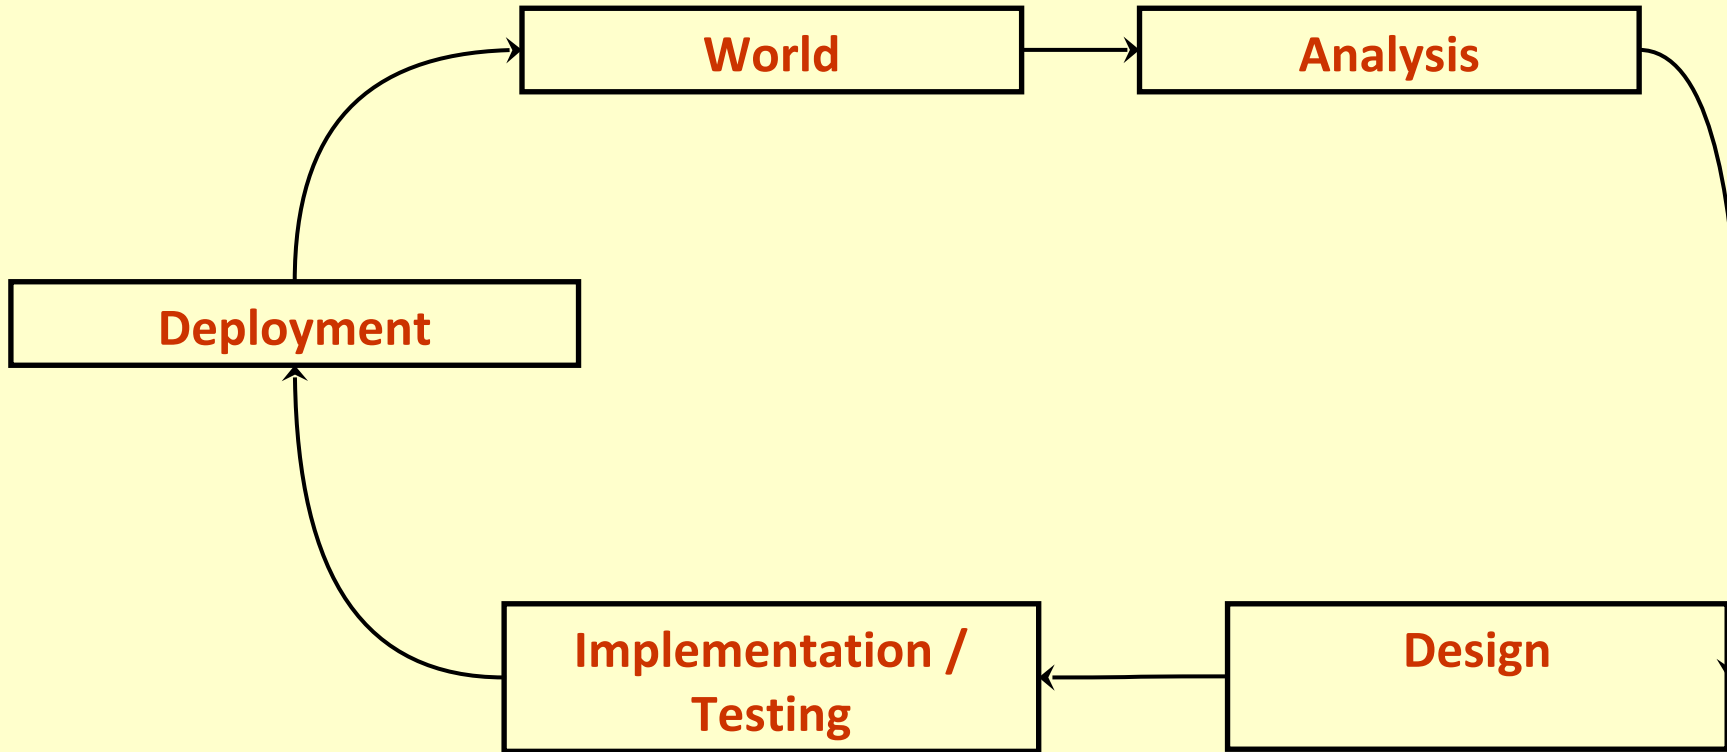 World
Analysis
Deployment
Implementation /
Testing
Design